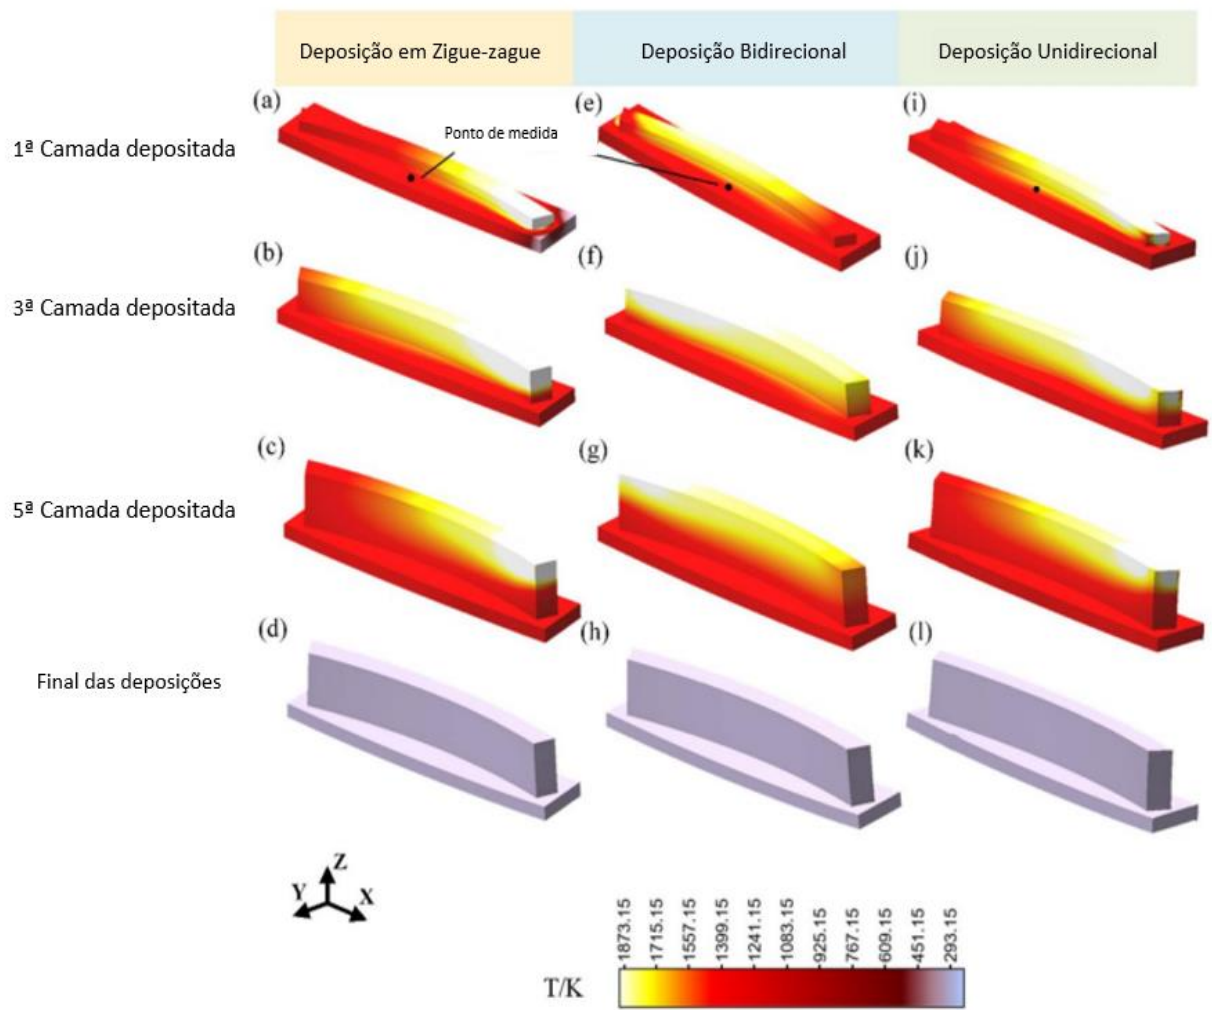 Deposição em Zigue-zague
Deposição Bidirecional
Deposição Unidirecional
1ª Camada depositada
(a)
Ponto de medida
(e)
(i)
3ª Camada depositada
(b)
(f)
(j)
5ª Camada depositada
(c)
(g)
(k)
Final das deposições
(d)
(h)
(l)
Z
Y
X
T/K
1873.15
1715.15
1557.15
1399.15
1241.15
1083.15
925.15
767.15
609.15
451.15
293.15